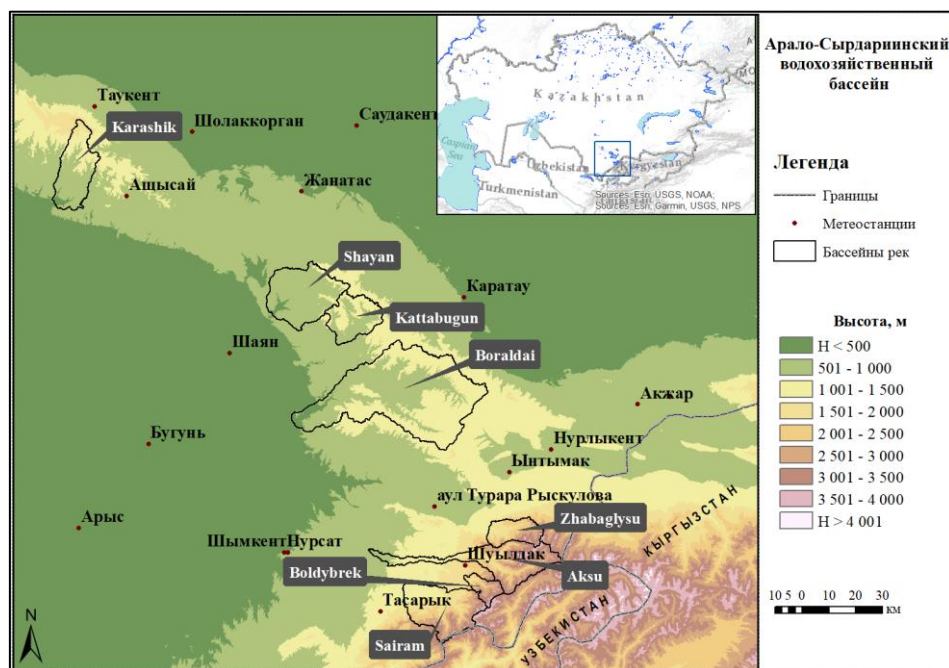 Таукент
Karashik
Шолаккорган
Саудакент
Ащысай
Жанатас
Shayan
Каратау
Kattabugun
Шаян
Boraldai
Акжар
Бугунь
Нурлыкент
Ынтымак
аул Турара Рыскулова
Арыс
Zhabaglysu
КЫРГЫЗСТАН
Шымкент Нурсат
Шуылдак
Boldybrek
Aksu
Тасарык
Sairam
УЗБЕКИСТАН
N
Kazakhstan
Caspian
Sea
Uzbekistan
Kyrgyzstan
Turkmenistan
Sources: Esri, USGS, NOAA;
Sources: Esri, Garmin, USGS, NPS
Арало-Сырдариинский
водохозяйственный
бассейн
Легенда
Границы
Метеостанции
Бассейны рек
Высота, м
H < 500
501 - 1 000
1 001 - 1 500
1 501 - 2 000
2 001 - 2 500
2 501 - 3 000
3 001 - 3 500
3 501 - 4 000
H > 4 001
10 5 0 10 20 30
км